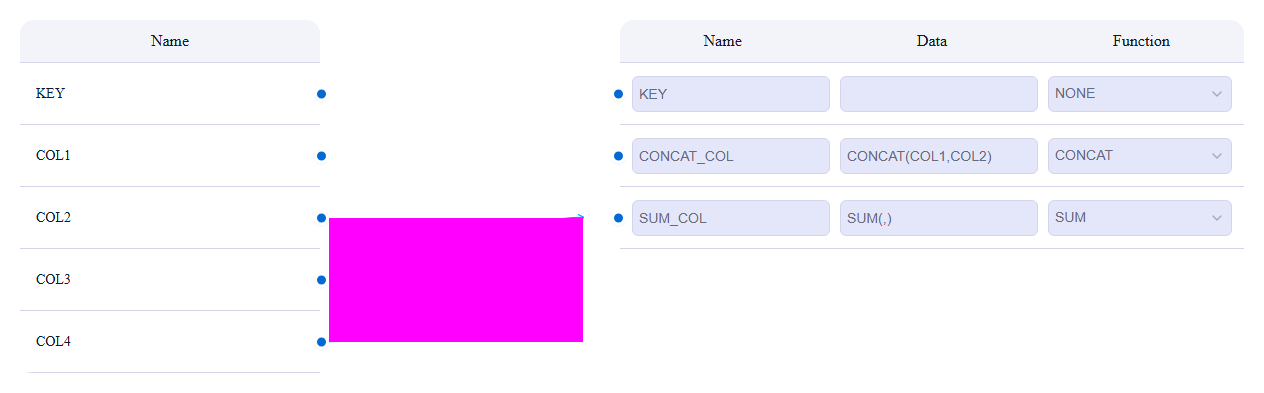 Name
KEY
COL1
COL2
COL3
COL4
Name Data Function
KEY NONE
CONCAT_COL CONCAT(COL1,COL2) CONCAT
SUM_COL SUM(,) SUM